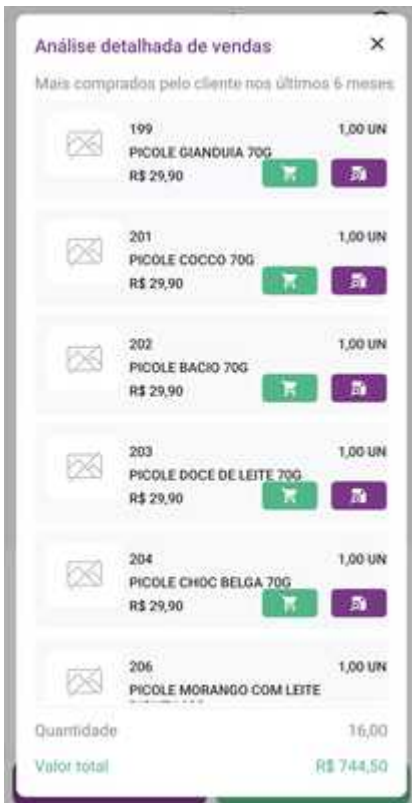 Análise detalhada de vendas
Mais comprados pelo cliente nos últimos 6 meses
199 1,00 UN
PICOLE GIANDUIA 70G
R$ 29,90
201 1,00 UN
PICOLE COCCO 70G
R$ 29,90
202 1,00 UN
PICOLE BACIO 70G
R$ 29,90
203 1,00 UN
PICOLE DOCE DE LEITE 70G
R$ 29,90
204 1,00 UN
PICOLE CHOC BELGA 70G
R$ 29,90
206 1,00 UN
PICOLE MORANGO COM LEITE
Quantidade 16,00
Valor total R$ 744,50